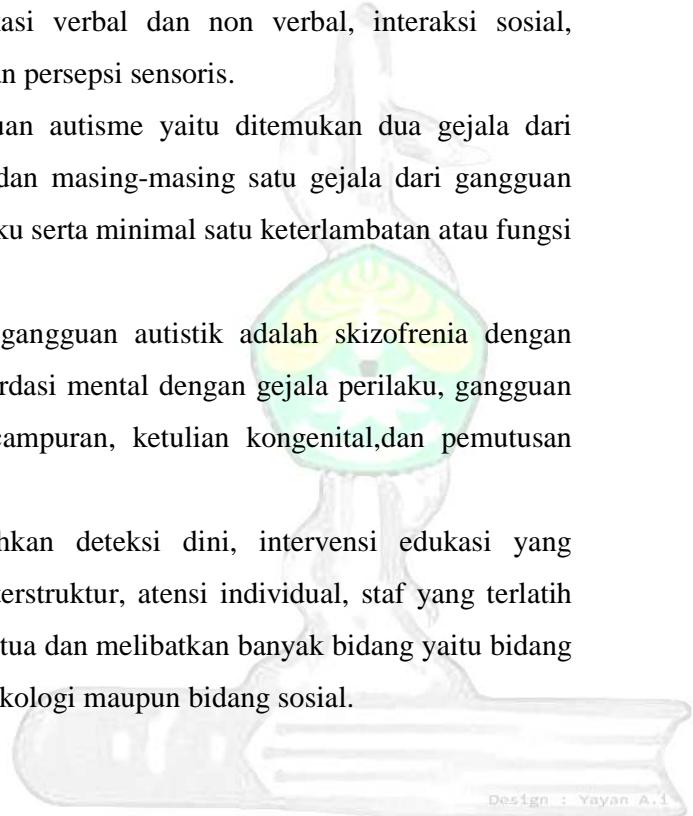 asi verbal dan non verbal, interaksi sosial,
n persepsi sensoris.
uan autisme yaitu ditemukan dua gejala dari
dan masing-masing satu gejala dari gangguan
ku serta minimal satu keterlambatan atau fungsi
gangguan autistik adalah skizofrenia dengan
rdasi mental dengan gejala perilaku, gangguan
campuran, ketulian kongenital,dan pemutusan
hkan deteksi dini, intervensi edukasi yang
terstruktur, atensi individual, staf yang terlatih
tua dan melibatkan banyak bidang yaitu bidang
kologi maupun bidang sosial.
Design : Yayan A.i